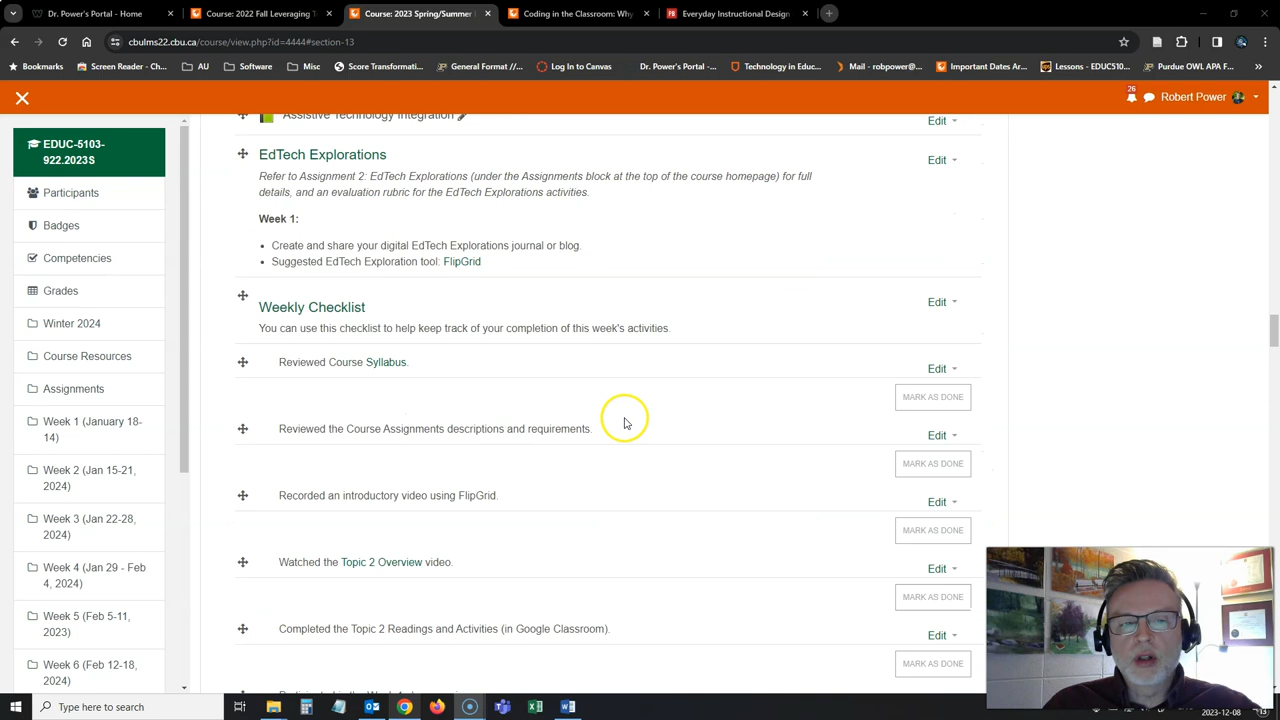 Dr. Power's Portal - Home
Course: 2022 Fall Leveraging T
Course: 2023 Spring/Summer
Coding in the Classroom: Why
Everyday Instructional Design
cbulms22.cbu.ca/course/view.php?id=4444#section-13
Bookmarks
Screen Reader - Ch...
AU
Software
Misc
Score Transformati...
General Format //...
Log In to Canvas
Dr. Power's Portal -...
Technology in Educ...
Mail - robpower@...
Important Dates Ar...
Lessons - EDUC510...
Purdue OWL APA F...
26
Robert Power
EDUC-5103-
922.2023S
Participants
Badges
Competencies
Grades
Winter 2024
Course Resources
Assignments
Week 1 (January 18-
14)
Week 2 (Jan 15-21,
2024)
Week 3 (Jan 22-28,
2024)
Week 4 (Jan 29 - Feb
4, 2024)
Week 5 (Feb 5-11,
2023)
Week 6 (Feb 12-18,
2024)
Assistive Technology Integration
Edit
EdTech Explorations
Edit
Refer to Assignment 2: EdTech Explorations (under the Assignments block at the top of the course homepage) for full
details, and an evaluation rubric for the EdTech Explorations activities.
Week 1:
• Create and share your digital EdTech Explorations journal or blog.
• Suggested EdTech Exploration tool: FlipGrid
Weekly Checklist
Edit
You can use this checklist to help keep track of your completion of this week's activities.
Reviewed Course Syllabus.
Edit
MARK AS DONE
Reviewed the Course Assignments descriptions and requirements.
Edit
MARK AS DONE
Recorded an introductory video using FlipGrid.
Edit
MARK AS DONE
Watched the Topic 2 Overview video.
Edit
MARK AS DONE
Completed the Topic 2 Readings and Activities (in Google Classroom).
Edit
MARK AS DONE
Type here to search
2023-12-08